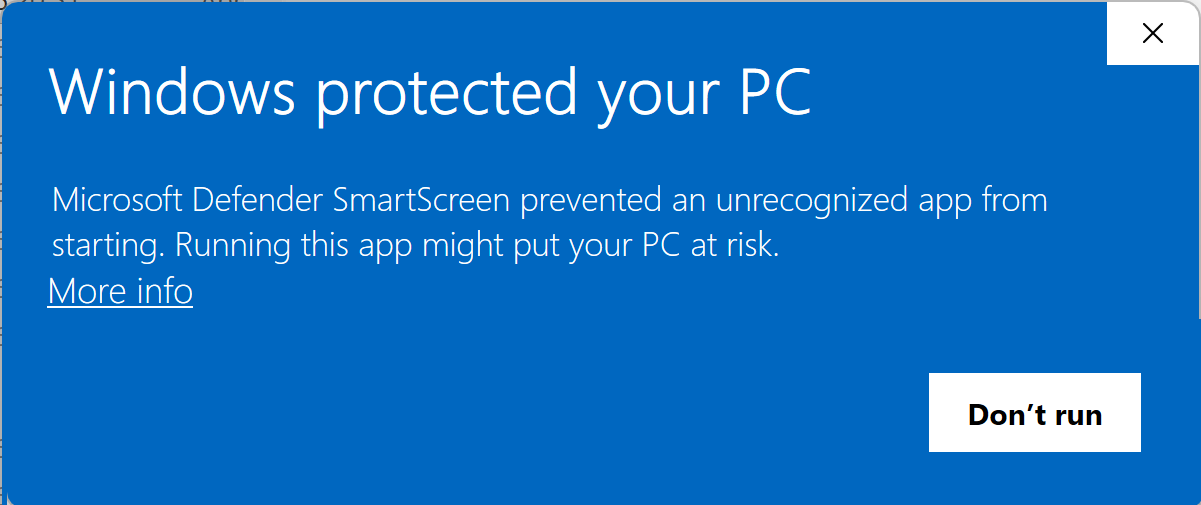 Windows protected your PC
Microsoft Defender SmartScreen prevented an unrecognized app from
starting. Running this app might put your PC at risk.
More info
Don’t run